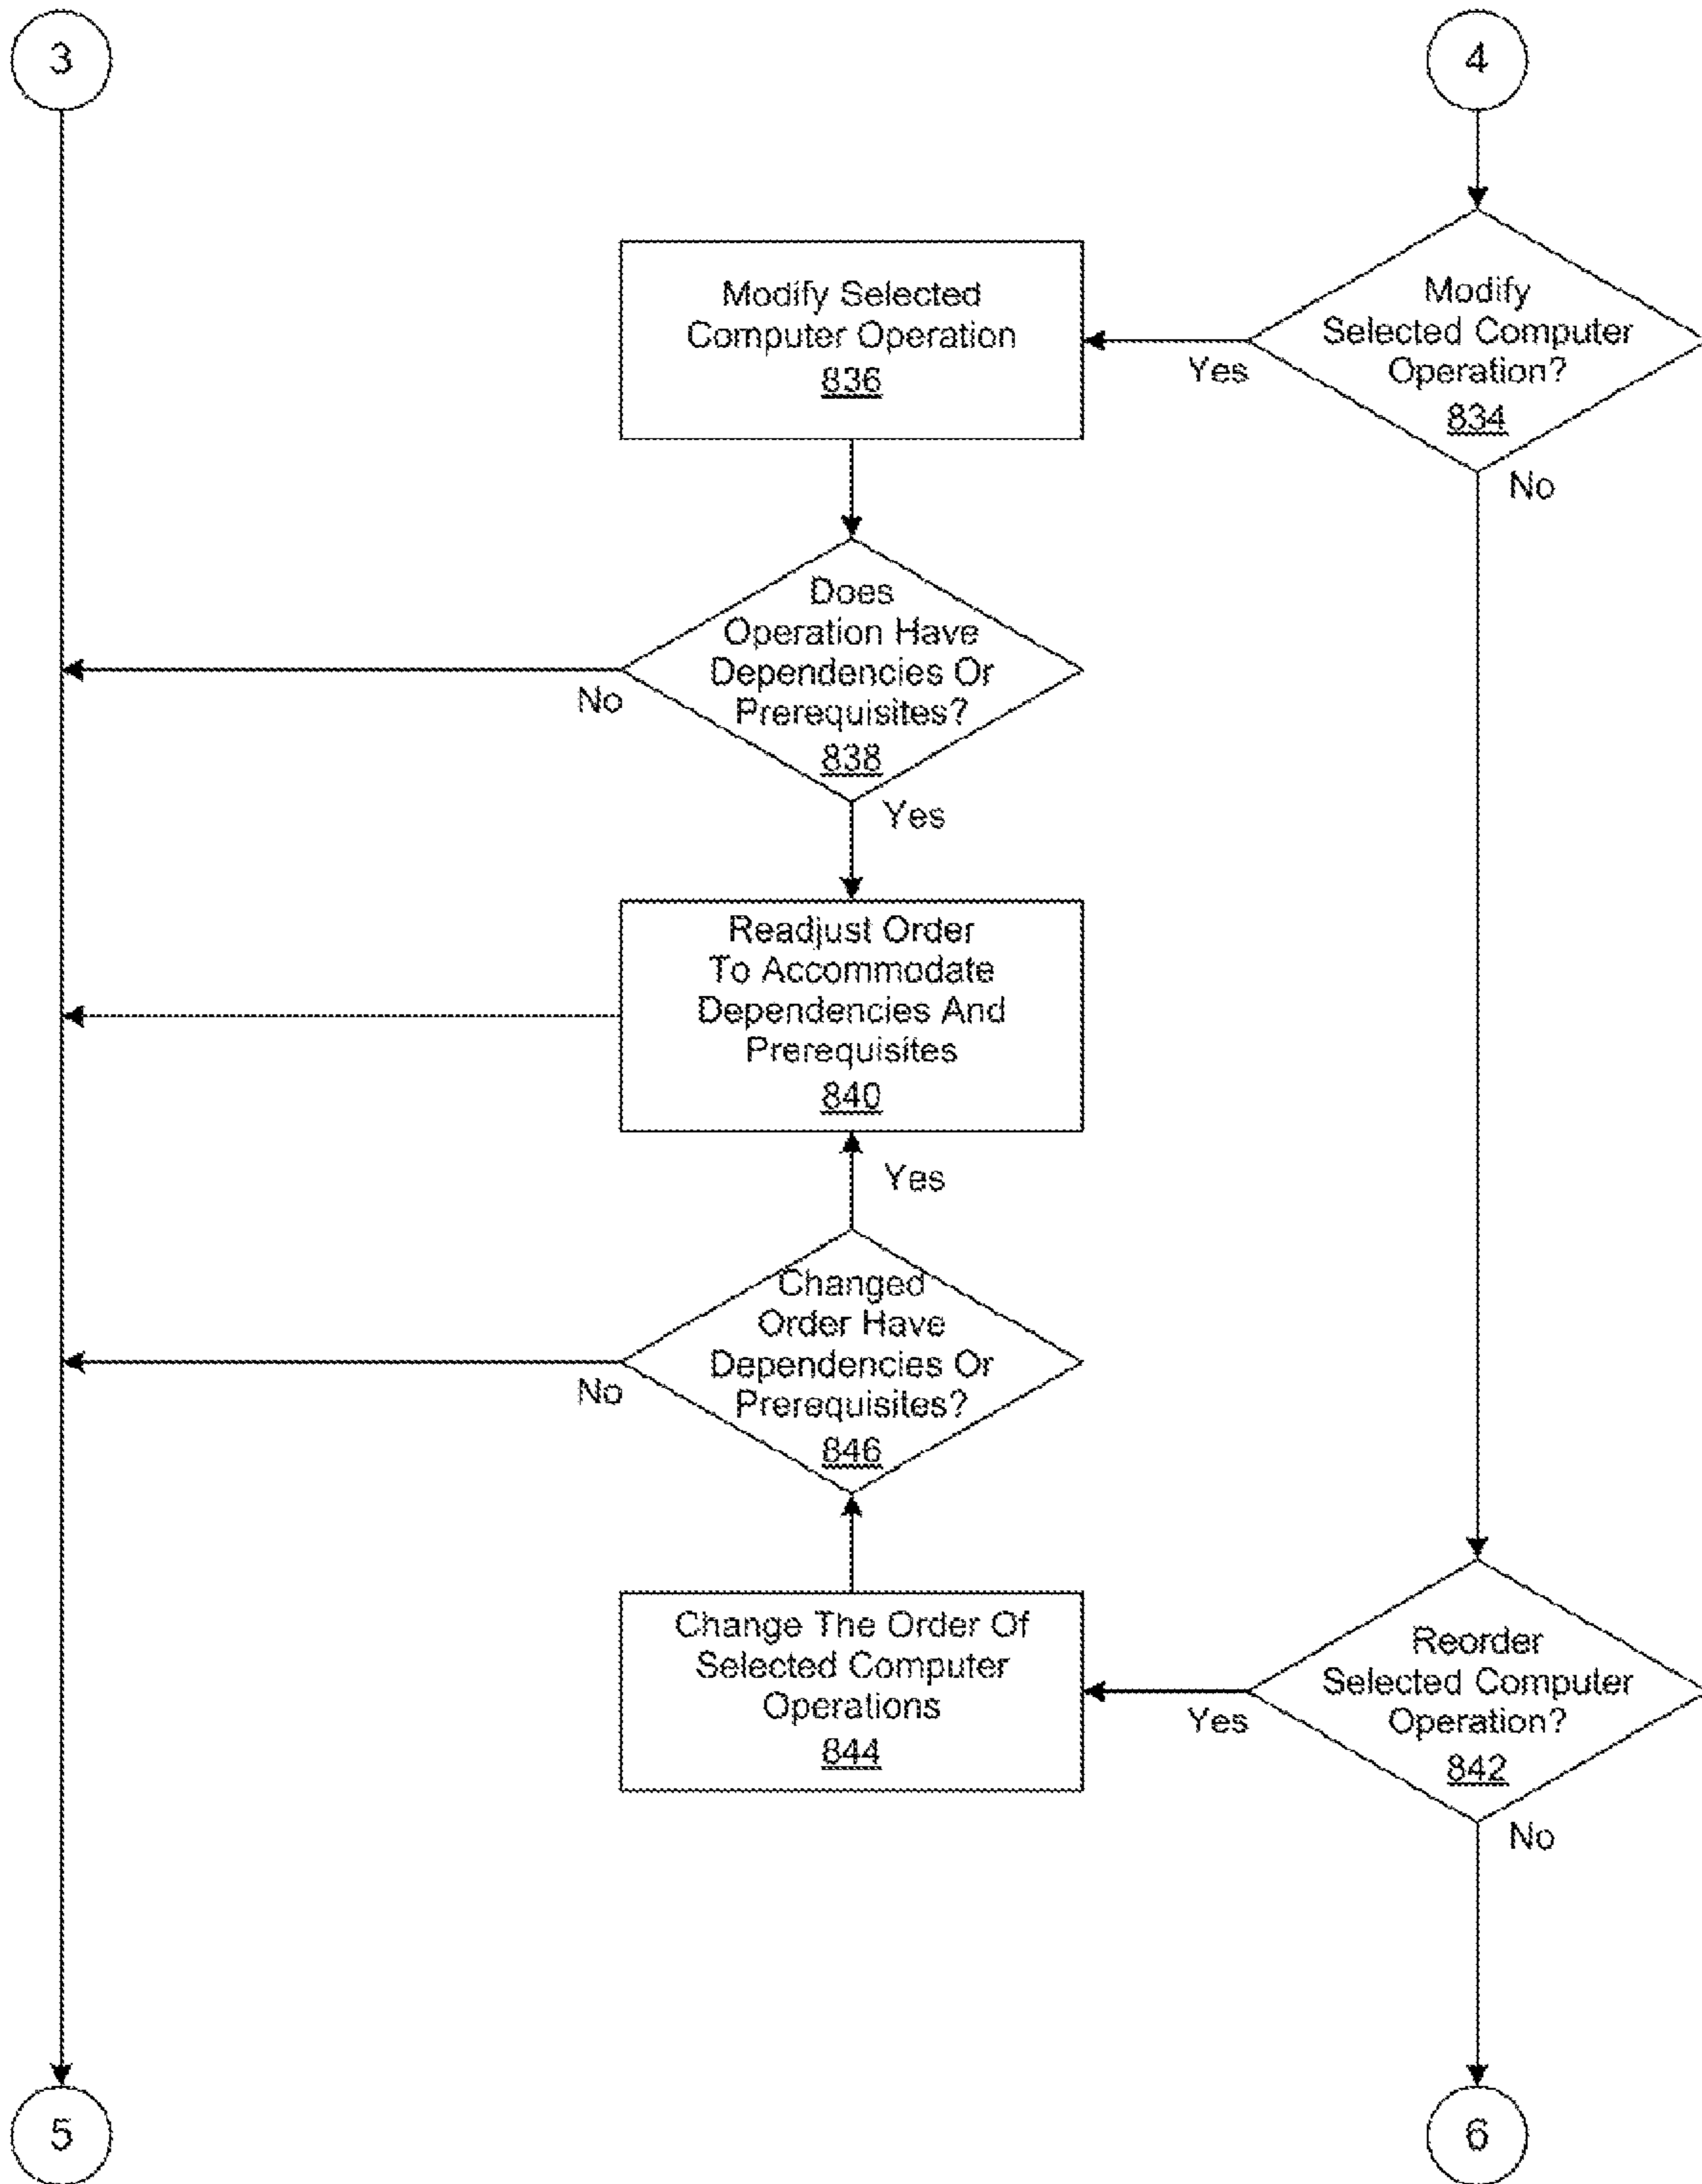 3
4
Modify Selected
Computer Operation
836
Modify
Selected Computer
Operation?
834
Yes
No
Does
Operation Have
Dependencies Or
Prerequisites?
838
No
Yes
Readjust Order
To Accommodate
Dependencies And
Prerequisites
840
Yes
Changed
Order Have
Dependencies Or
Prerequisites?
846
No
Change The Order Of
Selected Computer
Operations
844
Reorder
Selected Computer
Operation?
842
Yes
No
5
6